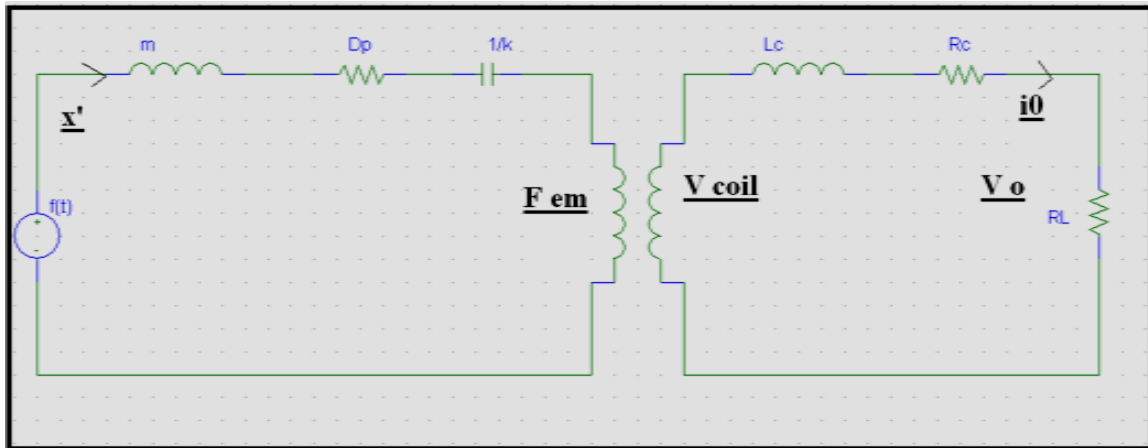 m
Dp
1/k
Lc
Rc
x'
i0
f(t)
+
-
F em
V coil
V o
RL